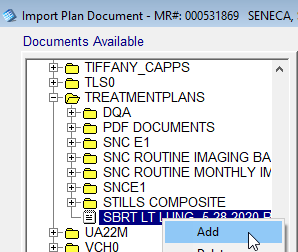 Import Plan Document - MR#: 000531869   SENECA,
Documents Available
TIFFANY_CAPPS
TLS0
TREATMENTPLANS
DQA
PDF DOCUMENTS
SNC E1
SNC ROUTINE IMAGING BA
SNC ROUTINE MONTHLY IM
SNCE1
STILLS COMPOSITE
SBRT LT LUNG 5 28 2020
UA22M
Add
VCH0